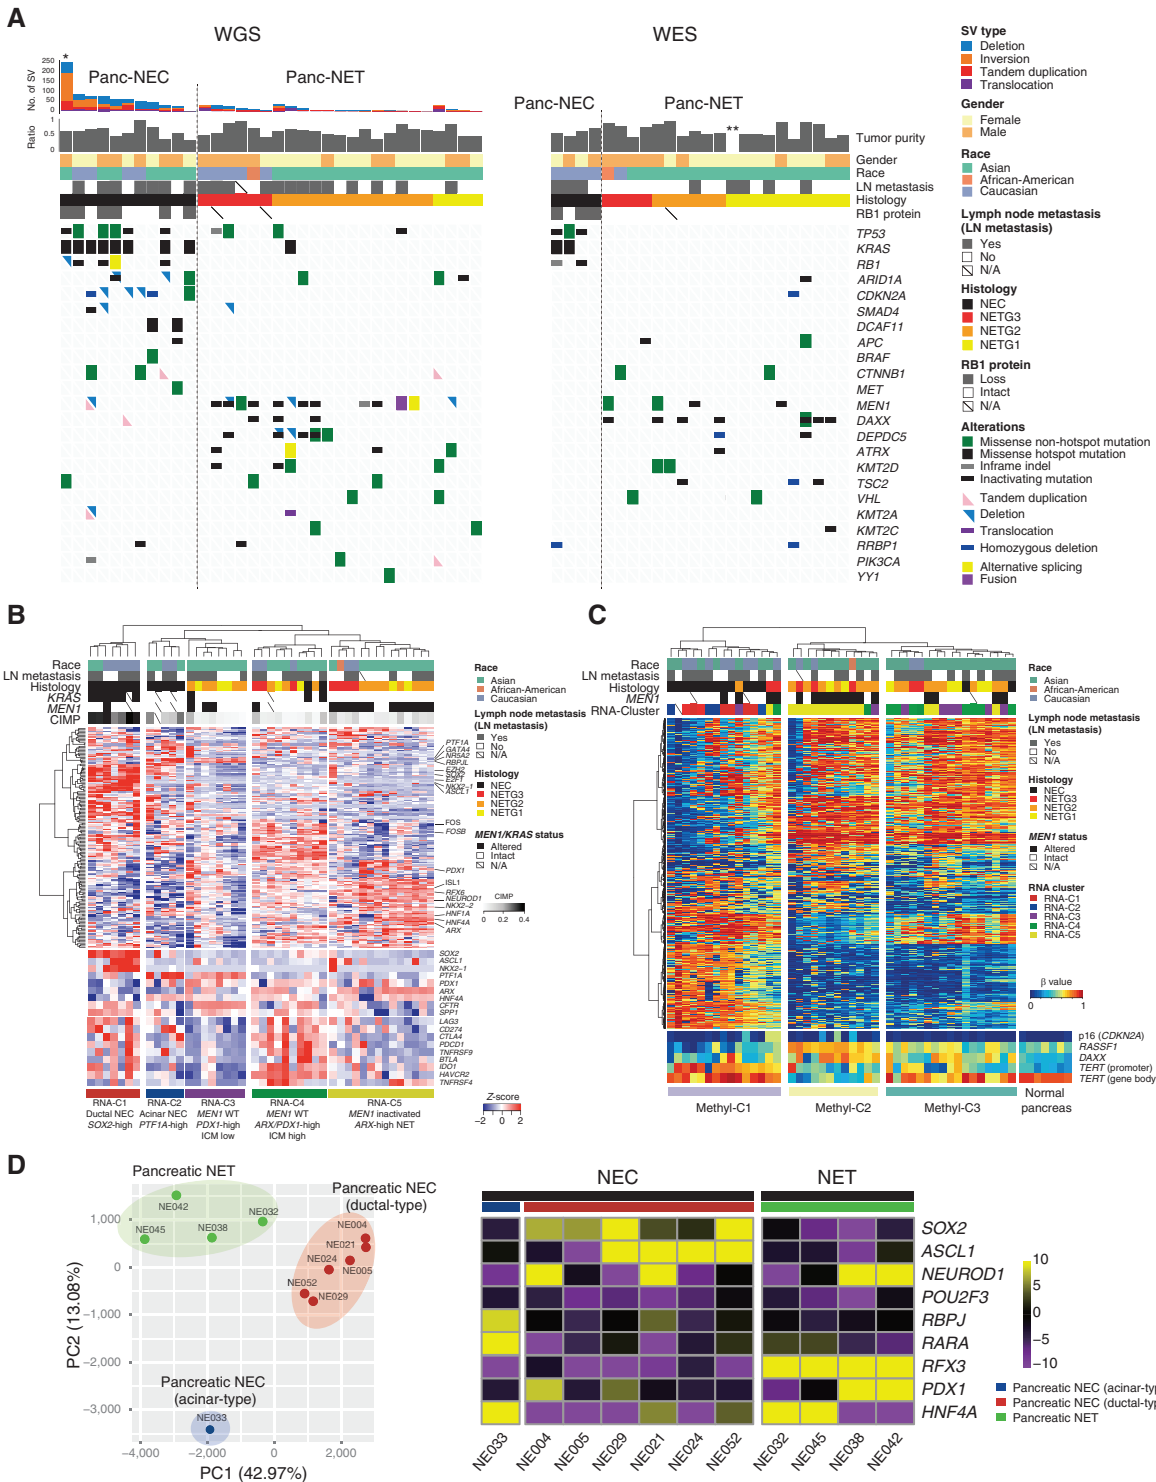 A
WGS
WES
*
Panc-NEC
Panc-NET
Panc-NEC
Panc-NET
**
No. of SV
250
200
150
100
50
0
Ratio
1
0.5
0
Tumor purity
Gender
Race
LN metastasis
Histology
RB1 protein
TP53
KRAS
RB1
ARID1A
CDKN2A
SMAD4
DCAF11
APC
BRAF
CTNNB1
MET
MEN1
DAXX
DEPDC5
ATRX
KMT2D
TSC2
VHL
KMT2A
KMT2C
RRBP1
PIK3CA
YY1
SV type
Deletion
Inversion
Tandem duplication
Translocation
Gender
Female
Male
Race
Asian
African-American
Caucasian
Lymph node metastasis
(LN metastasis)
Yes
No
N/A
Histology
NEC
NETG3
NETG2
NETG1
RB1 protein
Loss
Intact
N/A
Alterations
Missense non-hotspot mutation
Missense hotspot mutation
Inframe indel
Inactivating mutation
Tandem duplication
Deletion
Translocation
Homozygous deletion
Alternative splicing
Fusion
B
Race
LN metastasis
Histology
KRAS
MEN1
CIMP
PTF1A
GATA4
NR5A2
RBPJL
EZH2
SOX2
E2F1
NKX2-1
ASCL1
FOS
FOSB
PDX1
ISL1
RFX6
NEUROD1
NKX2-2
HNF1A
HNF4A
ARX
SOX2
ASCL1
NKX2-1
PTF1A
PDX1
ARX
HNF4A
CFTR
SPP1
LAG3
CD274
CTLA4
PDCD1
TNFRSF9
BTLA
IDO1
HAVCR2
TNFRSF4
RNA-C1
Ductal NEC
SOX2-high
RNA-C2
Acinar NEC
PTF1A-high
RNA-C3
MEN1 WT
PDX1-high
ICM low
RNA-C4
MEN1 WT
ARX/PDX1-high
ICM high
RNA-C5
MEN1 inactivated
ARX-high NET
Race
Asian
African-American
Caucasian
Lymph node metastasis
(LN metastasis)
Yes
No
N/A
Histology
NEC
NETG3
NETG2
NETG1
MEN1/KRAS status
Altered
Intact
N/A
CIMP
0 0.2 0.4
Z-score
−2 0 2
C
Race
LN metastasis
Histology
MEN1
RNA-Cluster
Race
Asian
African-American
Caucasian
Lymph node metastasis
(LN metastasis)
Yes
No
N/A
Histology
NEC
NETG3
NETG2
NETG1
MEN1 status
Altered
Intact
N/A
RNA cluster
RNA-C1
RNA-C2
RNA-C3
RNA-C4
RNA-C5
β value
0 1
p16 (CDKN2A)
RASSF1
DAXX
TERT (promoter)
TERT (gene body)
Methyl-C1
Methyl-C2
Methyl-C3
Normal
pancreas
D
Pancreatic NET
NE042
NE032
NE045
NE038
Pancreatic NEC
(ductal-type)
NE004
NE021
NE024
NE005
NE052
NE029
Pancreatic NEC
(acinar-type)
NE033
PC2 (13.08%)
1,000
0
−1,000
−2,000
−3,000
−4,000 −2,000 0 2,000
PC1 (42.97%)
NEC
NET
SOX2
ASCL1
NEUROD1
POU2F3
RBPJ
RARA
RFX3
PDX1
HNF4A
NE033
NE004
NE005
NE029
NE021
NE024
NE052
NE032
NE045
NE038
NE042
10
5
0
−5
−10
Pancreatic NEC (acinar-ty
Pancreatic NEC (ductal-typ
Pancreatic NET